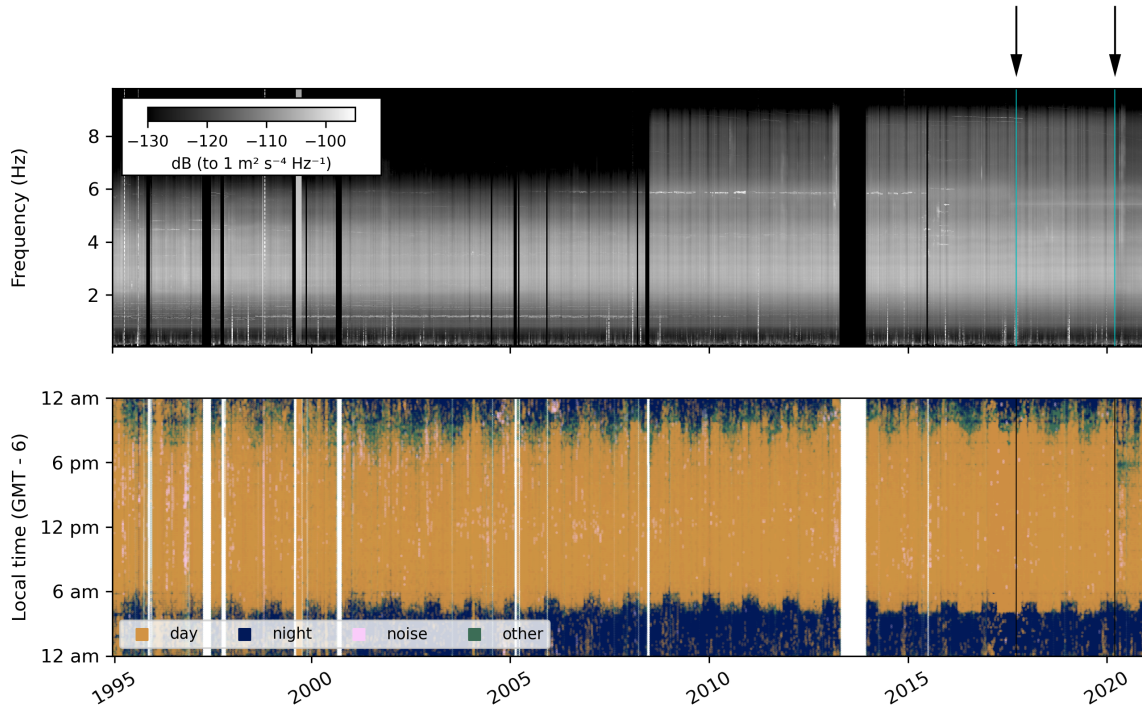 8
6
4
2
Frequency (Hz)
−130 −120 −110 −100
dB (to 1 m² s⁻⁴ Hz⁻¹)
12 am
6 pm
12 pm
6 am
12 am
Local time (GMT - 6)
day night noise other
1995 2000 2005 2010 2015 2020